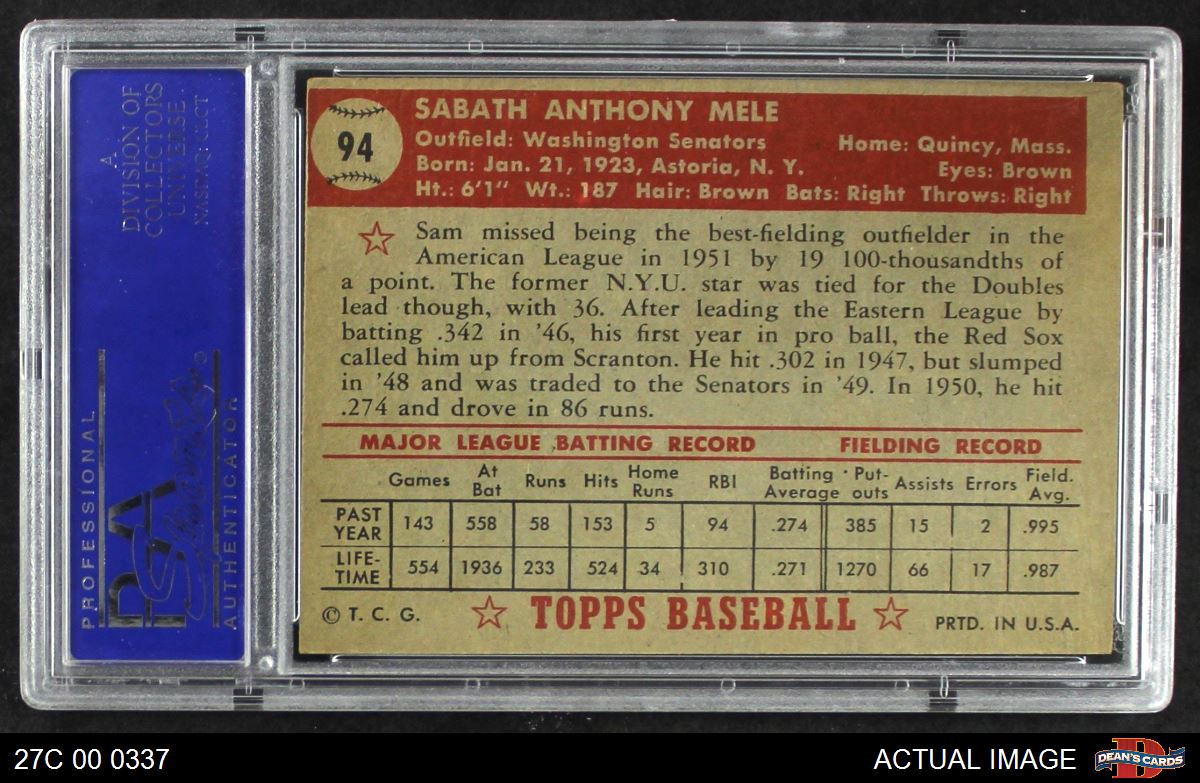 A
DIVISION OF
COLLECTORS
UNIVERSE
NASDAQ: CLCT
PROFESSIONAL
PSA
AUTHENTICATOR
94
SABATH ANTHONY MELE
Outfield: Washington Senators Home: Quincy, Mass.
Born: Jan. 21, 1923, Astoria, N. Y. Eyes: Brown
Ht.: 6'1" Wt.: 187 Hair: Brown Bats: Right Throws: Right
Sam missed being the best-fielding outfielder in the
American League in 1951 by 19 100-thousandths of
a point. The former N.Y.U. star was tied for the Doubles
lead though, with 36. After leading the Eastern League by
batting .342 in '46, his first year in pro ball, the Red Sox
called him up from Scranton. He hit .302 in 1947, but slumped
in '48 and was traded to the Senators in '49. In 1950, he hit
.274 and drove in 86 runs.
MAJOR LEAGUE BATTING RECORD FIELDING RECORD
Games At Bat Runs Hits Home Runs RBI Batting Average Put-outs Assists Errors Field. Avg.
PAST YEAR 143 558 58 153 5 94 .274 385 15 2 .995
LIFE-TIME 554 1936 233 524 34 310 .271 1270 66 17 .987
© T. C. G. TOPPS BASEBALL PRTD. IN U.S.A.
27C 00 0337
ACTUAL IMAGE
DEAN'S CARDS